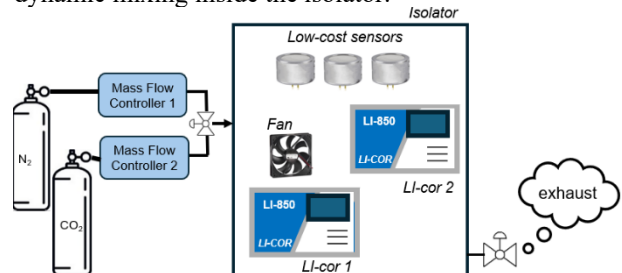 dynamic mixing inside the isolator.
Isolator
Low-cost sensors
Mass Flow
Controller 1
Mass Flow
Controller 2
N2
CO2
Fan
LI-850
LI-COR
LI-cor 2
LI-850
LI-COR
LI-cor 1
exhaust